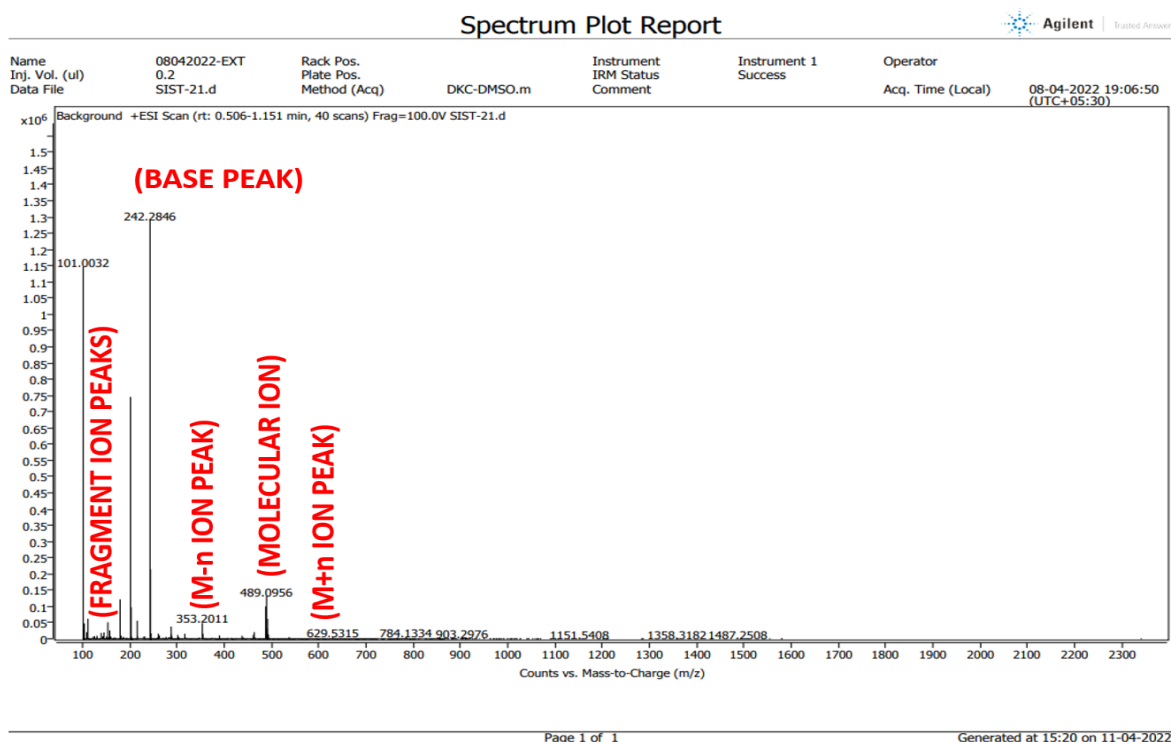 Spectrum Plot Report
Agilent Trusted Answers
Name 08042022-EXT Rack Pos. Instrument Instrument 1 Operator
Inj. Vol. (ul) 0.2 Plate Pos. IRM Status Success
Data File SIST-21.d Method (Acq) DKC-DMSO.m Comment Acq. Time (Local) 08-04-2022 19:06:50
(UTC+05:30)
x10⁶ Background +ESI Scan (rt: 0.506-1.151 min, 40 scans) Frag=100.0V SIST-21.d
1.5
1.45
1.4
1.35
1.3
1.25
1.2
1.15
1.1
1.05
1
0.95
0.9
0.85
0.8
0.75
0.7
0.65
0.6
0.55
0.5
0.45
0.4
0.35
0.3
0.25
0.2
0.15
0.1
0.05
0
(BASE PEAK)
242.2846
101.0032
(FRAGMENT ION PEAKS)
(M-n ION PEAK)
(MOLECULAR ION)
(M+n ION PEAK)
489.0956
353.2011
629.5315
784.1334
903.2976
1151.5408
1358.3182
1487.2508
100 200 300 400 500 600 700 800 900 1000 1100 1200 1300 1400 1500 1600 1700 1800 1900 2000 2100 2200 2300
Counts vs. Mass-to-Charge (m/z)
Page 1 of 1 Generated at 15:20 on 11-04-2022